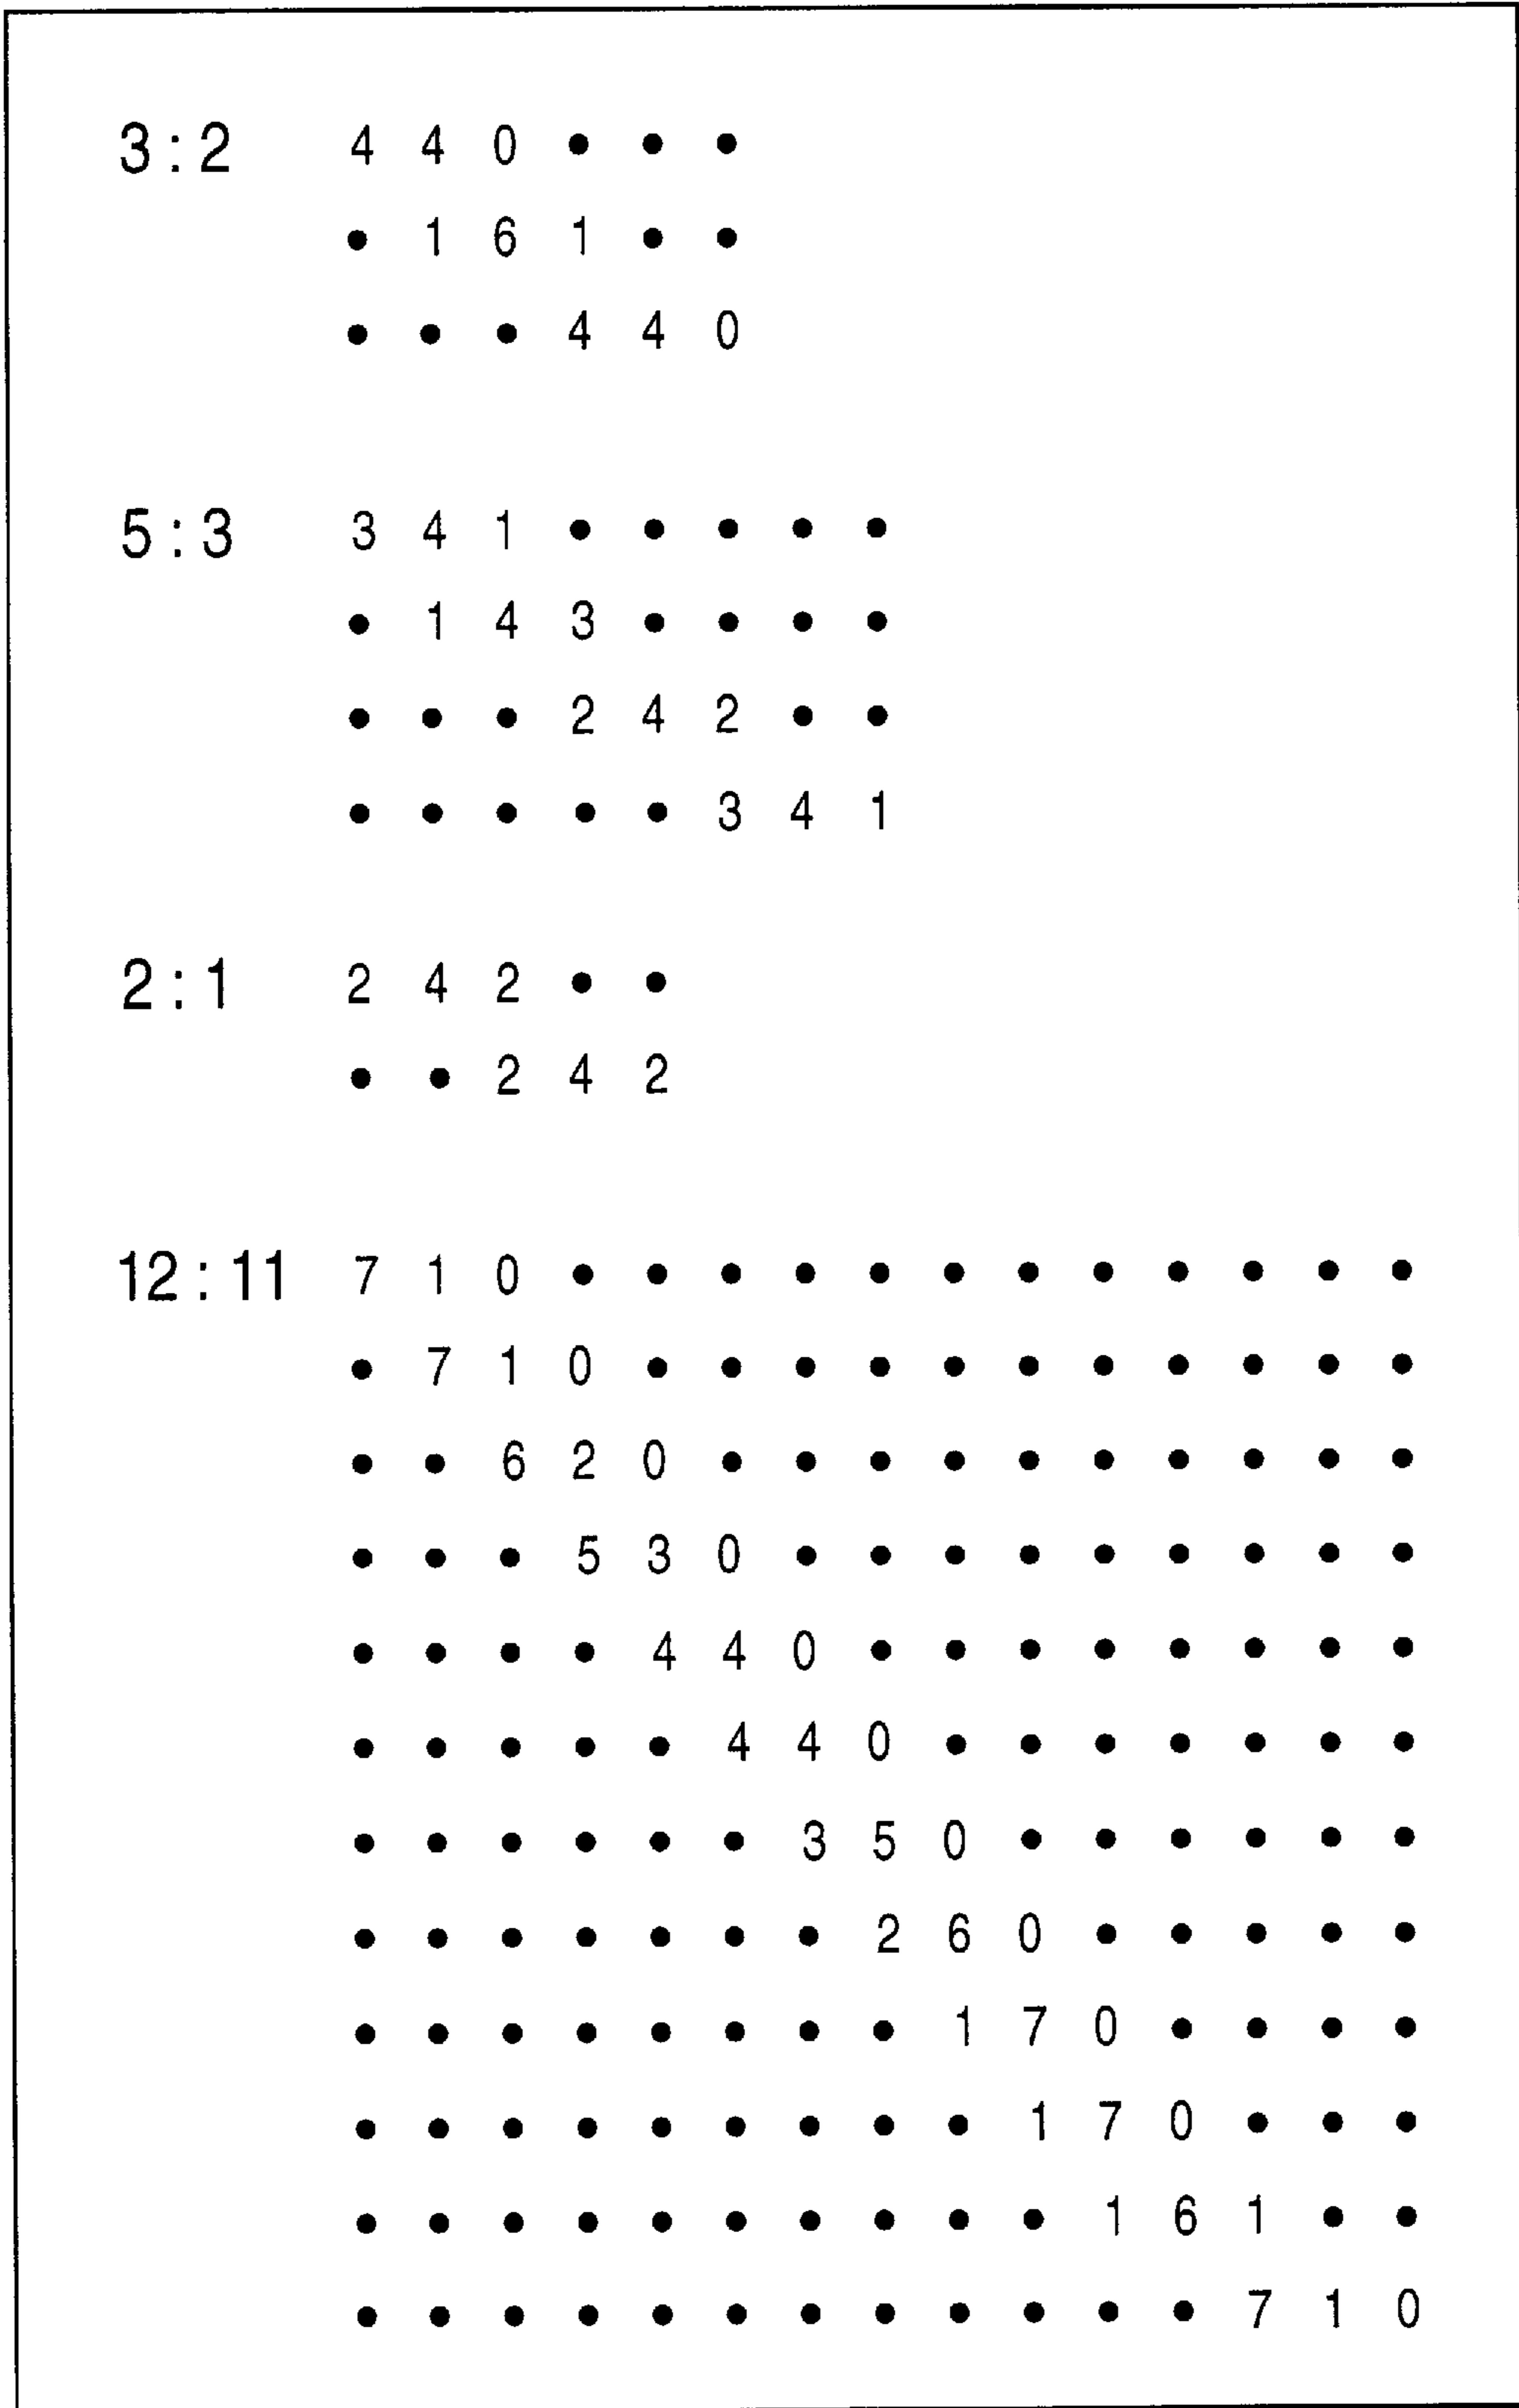 3:2 4 4 0 • • •
• 1 6 1 • •
• • • 4 4 0
5:3 3 4 1 • • • • •
• 1 4 3 • • • •
• • • 2 4 2 • •
• • • • • 3 4 1
2:1 2 4 2 • •
• • 2 4 2
12:11 7 1 0 • • • • • • • • • • • •
• 7 1 0 • • • • • • • • • • •
• • 6 2 0 • • • • • • • • • •
• • • 5 3 0 • • • • • • • • •
• • • • 4 4 0 • • • • • • • •
• • • • • 4 4 0 • • • • • • •
• • • • • • 3 5 0 • • • • • •
• • • • • • • 2 6 0 • • • • •
• • • • • • • • 1 7 0 • • • •
• • • • • • • • • 1 7 0 • • •
• • • • • • • • • • 1 6 1 • •
• • • • • • • • • • • • 7 1 0